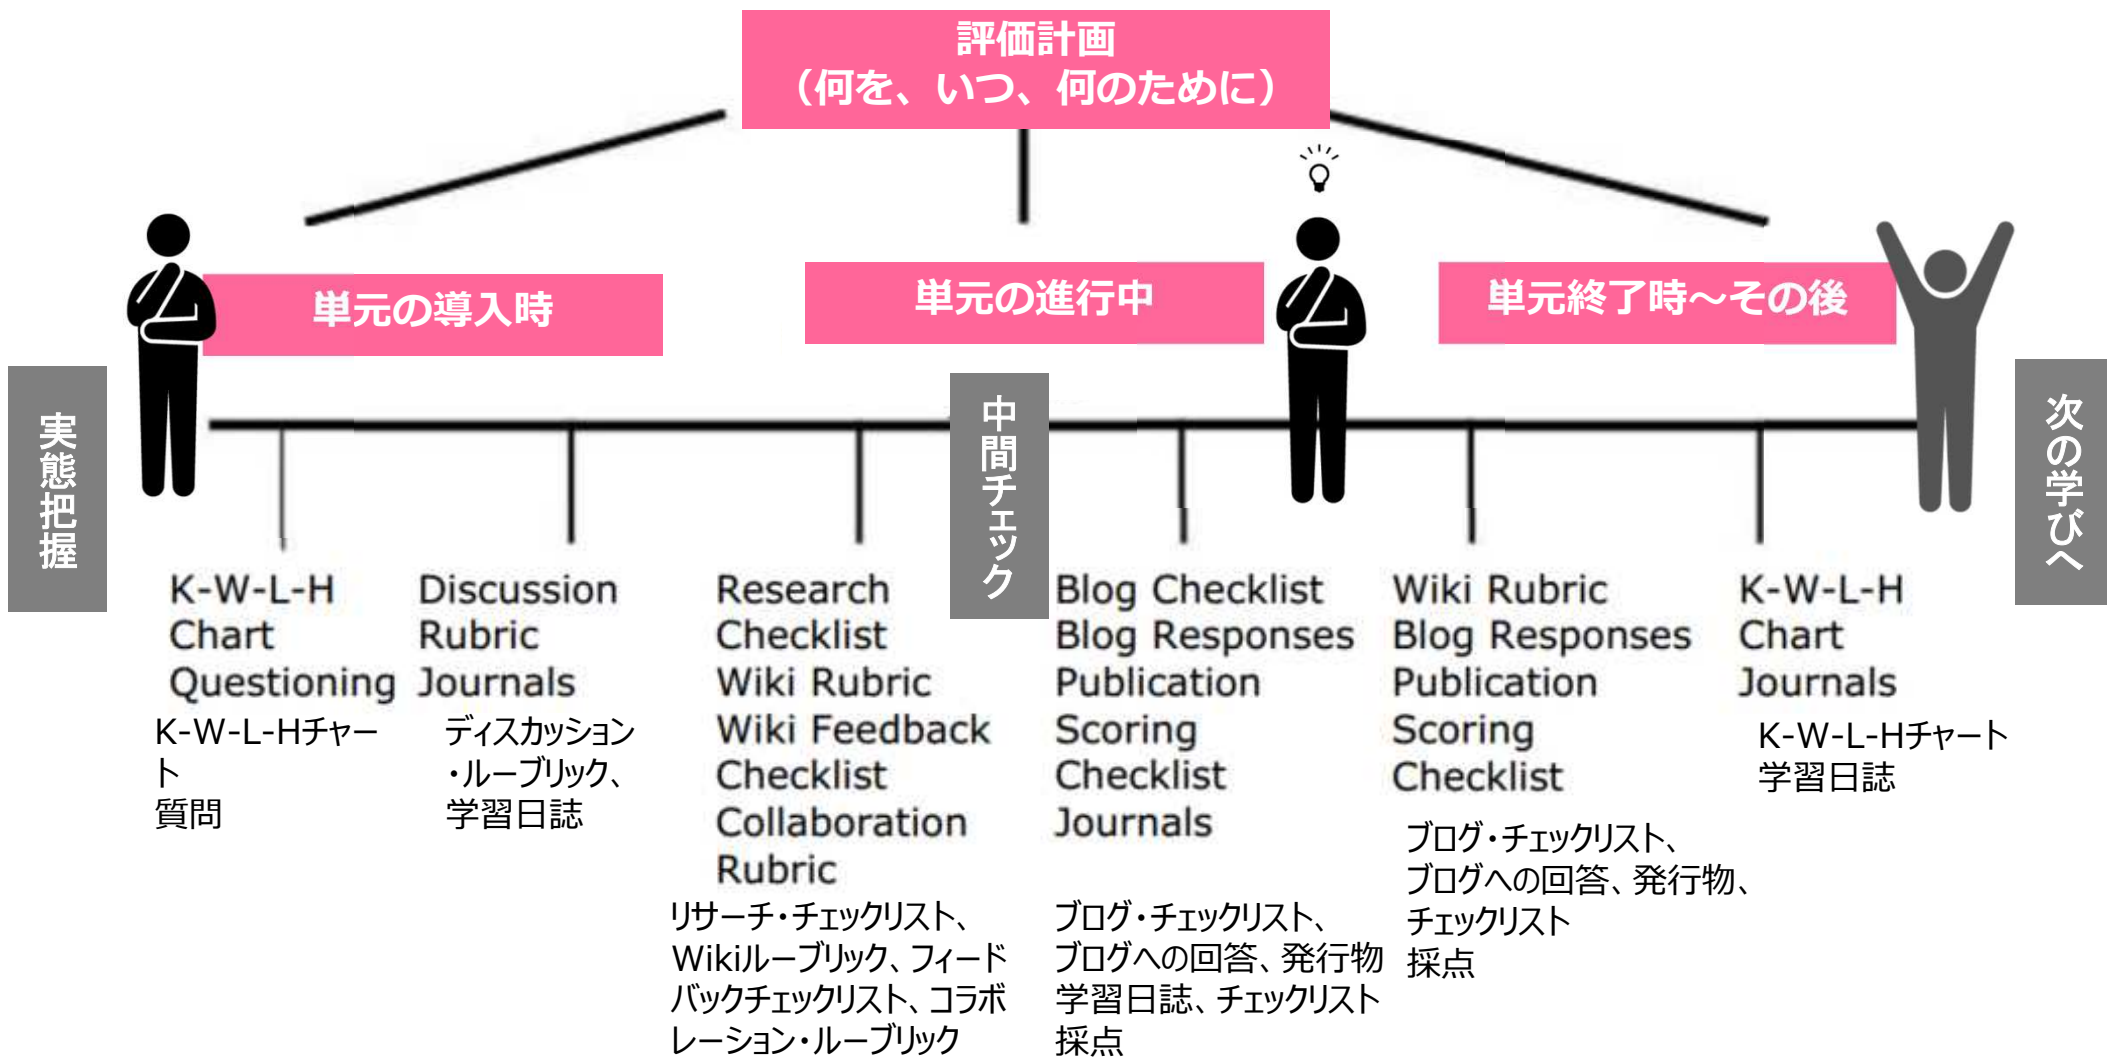 評価計画
（何を、いつ、何のために）
単元の導入時
単元の進行中
単元終了時～その後
実態把握
中間チェック
次の学びへ
K-W-L-H
Chart
Questioning
K-W-L-Hチャー
ト
質問
Discussion
Rubric
Journals
ディスカッション
・ルーブリック、
学習日誌
Research
Checklist
Wiki Rubric
Wiki Feedback
Checklist
Collaboration
Rubric
リサーチ・チェックリスト、
Wikiルーブリック、フィード
バックチェックリスト、コラボ
レーション・ルーブリック
Blog Checklist
Blog Responses
Publication
Scoring
Checklist
Journals
ブログ・チェックリスト、
ブログへの回答、発行物
学習日誌、チェックリスト
採点
Wiki Rubric
Blog Responses
Publication
Scoring
Checklist
ブログ・チェックリスト、
ブログへの回答、発行物、
チェックリスト
採点
K-W-L-H
Chart
Journals
K-W-L-Hチャート
学習日誌